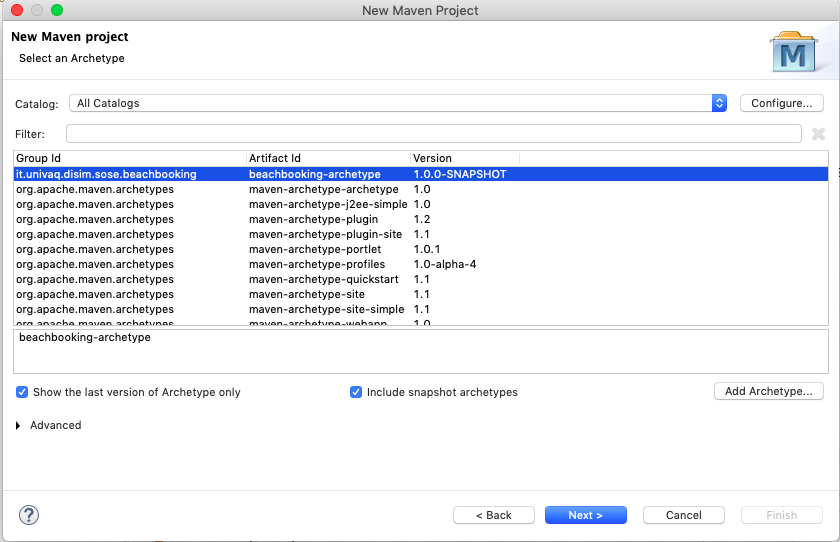 New Maven Project
New Maven project
Select an Archetype
M
Catalog: All Catalogs Configure...
Filter:
Group Id Artifact Id Version
it.univaq.disim.sose.beachbooking beachbooking-archetype 1.0.0-SNAPSHOT
org.apache.maven.archetypes maven-archetype-archetype 1.0
org.apache.maven.archetypes maven-archetype-j2ee-simple 1.0
org.apache.maven.archetypes maven-archetype-plugin 1.2
org.apache.maven.archetypes maven-archetype-plugin-site 1.1
org.apache.maven.archetypes maven-archetype-portlet 1.0.1
org.apache.maven.archetypes maven-archetype-profiles 1.0-alpha-4
org.apache.maven.archetypes maven-archetype-quickstart 1.1
org.apache.maven.archetypes maven-archetype-site 1.1
org.apache.maven.archetypes maven-archetype-site-simple 1.1
org.apache.maven.archetypes maven-archetype-webapp 1.0
beachbooking-archetype
Show the last version of Archetype only Include snapshot archetypes Add Archetype...
Advanced
? < Back Next > Cancel Finish